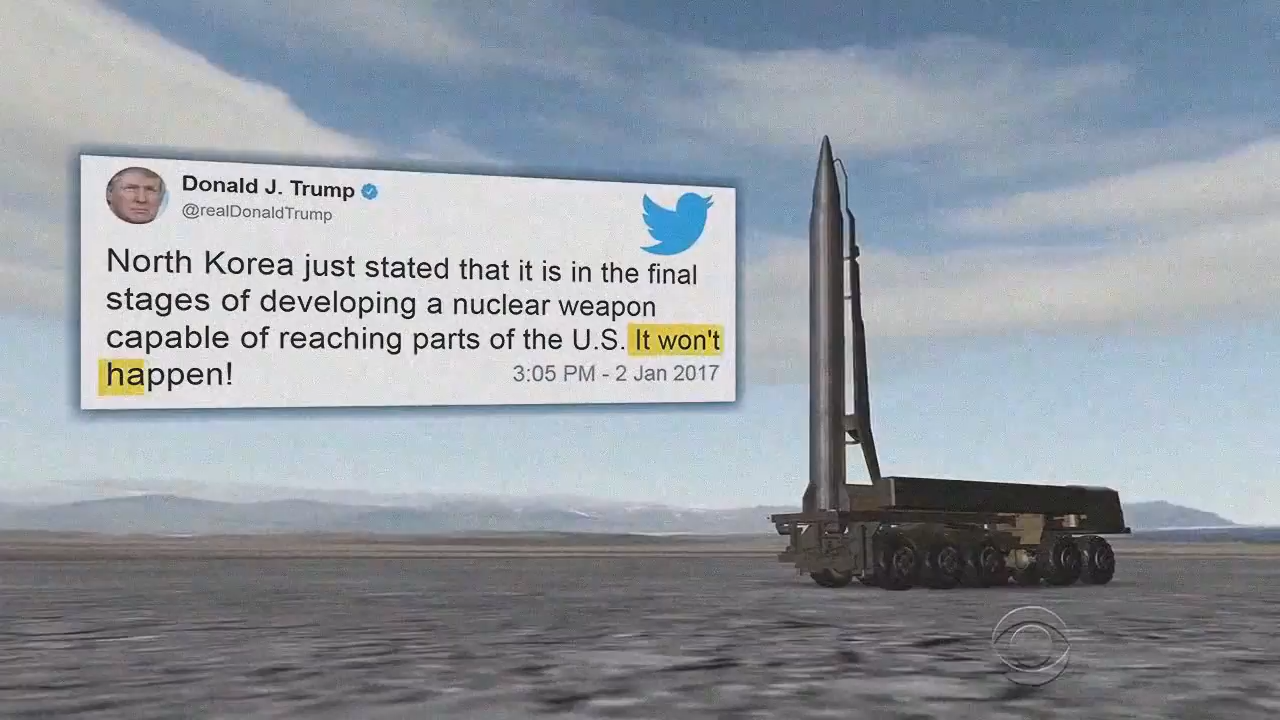 Donald J. Trump
@realDonaldTrump
North Korea just stated that it is in the final
stages of developing a nuclear weapon
capable of reaching parts of the U.S. It won't
happen!
3:05 PM - 2 Jan 2017